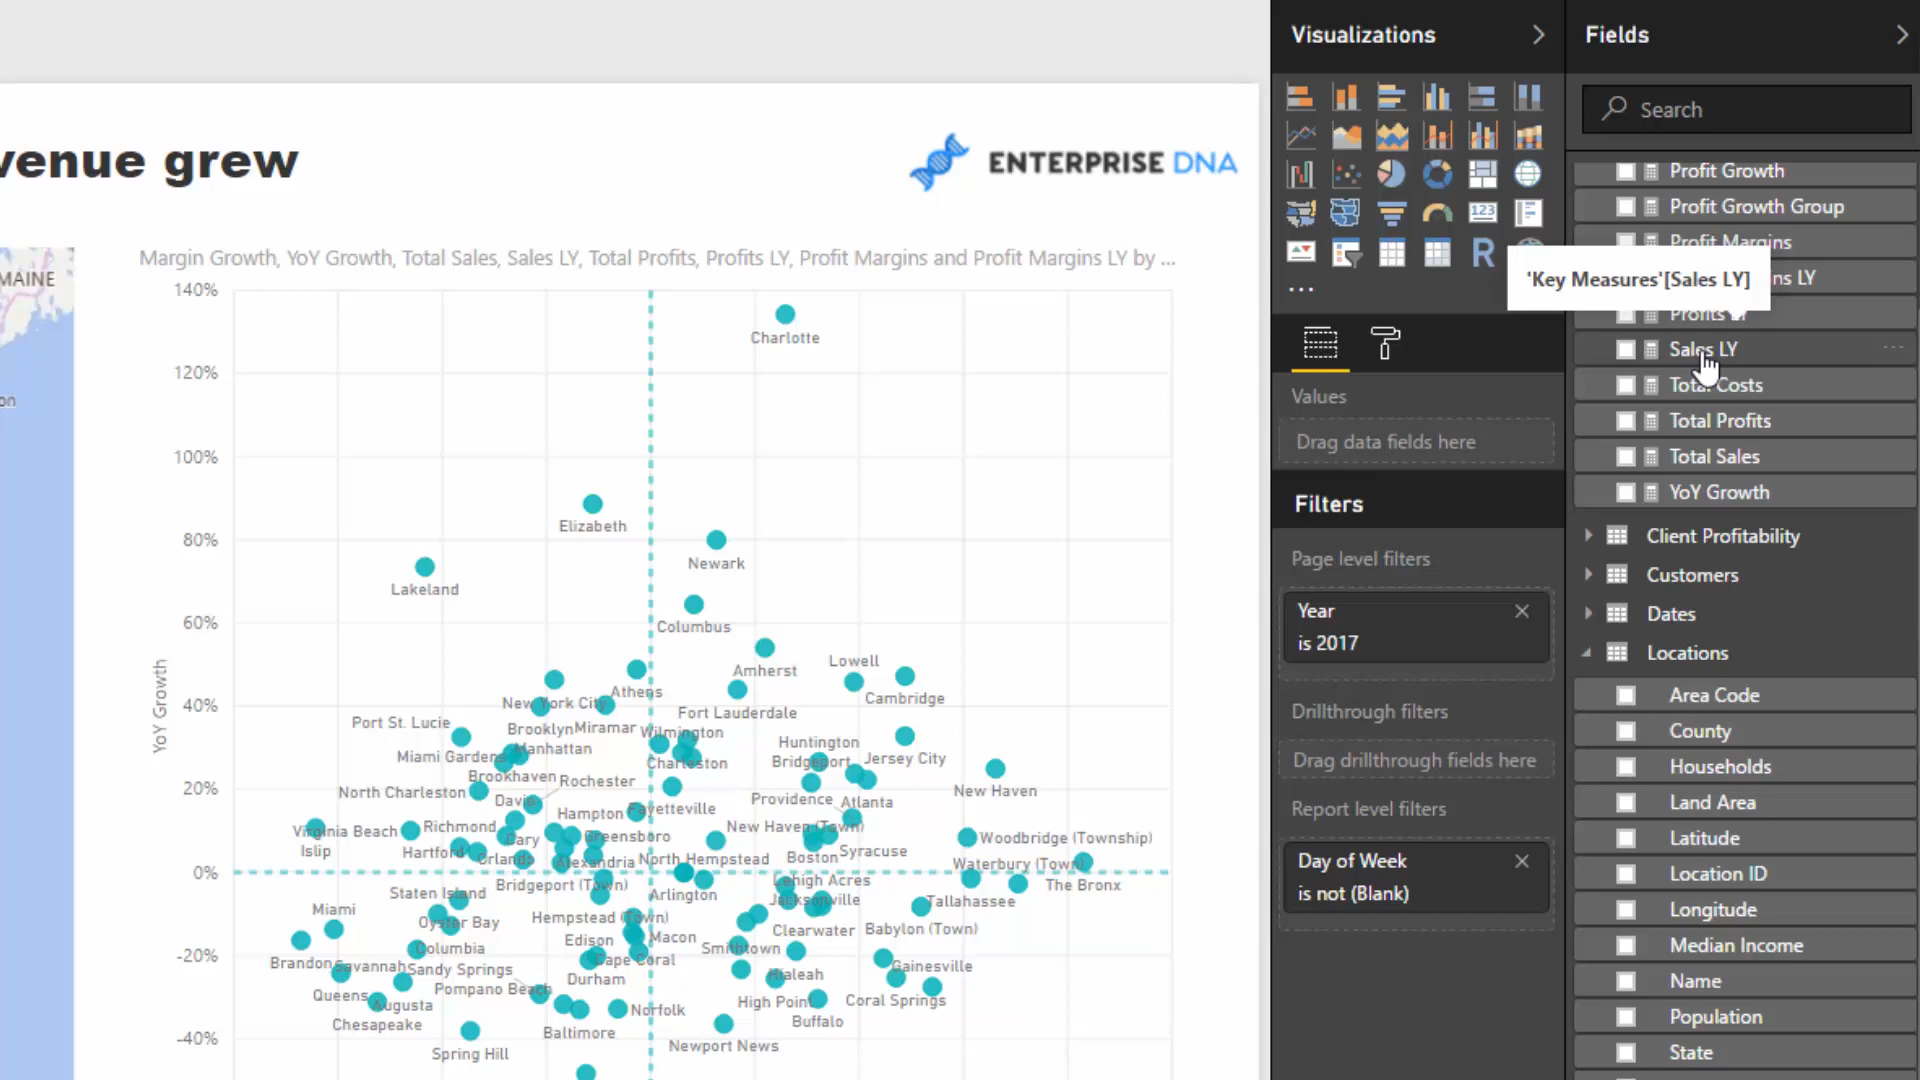 venue grew
ENTERPRISE DNA
MAINE
on
Margin Growth, YoY Growth, Total Sales, Sales LY, Total Profits, Profits LY, Profit Margins and Profit Margins LY by ...
140%
120%
100%
80%
60%
40%
20%
0%
-20%
-40%
YoY Growth
Charlotte
Elizabeth
Newark
Lakeland
Columbus
Amherst
Lowell
Athens
Cambridge
New York City
Fort Lauderdale
Port St. Lucie
Brooklyn
Miramar
Wilmington
Manhattan
Huntington
Miami Gardens
Charleston
Bridgeport
Jersey City
Brookhaven
Rochester
New Haven
North Charleston
Davie
Hampton
Fayetteville
Providence
Atlanta
Virginia Beach
Richmond
Cary
Greensboro
New Haven (Town)
Woodbridge (Township)
Islip
Hartford
Orlando
Alexandria
North Hempstead
Boston
Syracuse
Waterbury (Town)
Bridgeport (Town)
Lehigh Acres
The Bronx
Staten Island
Arlington
Jacksonville
Tallahassee
Miami
Oyster Bay
Hempstead (Town)
Clearwater
Babylon (Town)
Columbia
Edison
Macon
Smithtown
Brandon
Savannah
Sandy Springs
Cape Coral
Hialeah
Gainesville
Durham
Queens
Pompano Beach
Augusta
High Point
Coral Springs
Chesapeake
Norfolk
Buffalo
Baltimore
Spring Hill
Newport News
Visualizations
123
R
...
Values
Drag data fields here
Filters
Page level filters
Year
is 2017
Drillthrough filters
Drag drillthrough fields here
Report level filters
Day of Week
is not (Blank)
Fields
Search
Profit Growth
Profit Growth Group
Profit Margins
ns LY
'Key Measures'[Sales LY]
Profits LY
Sales LY
...
Total Costs
Total Profits
Total Sales
YoY Growth
Client Profitability
Customers
Dates
Locations
Area Code
County
Households
Land Area
Latitude
Location ID
Longitude
Median Income
Name
Population
State